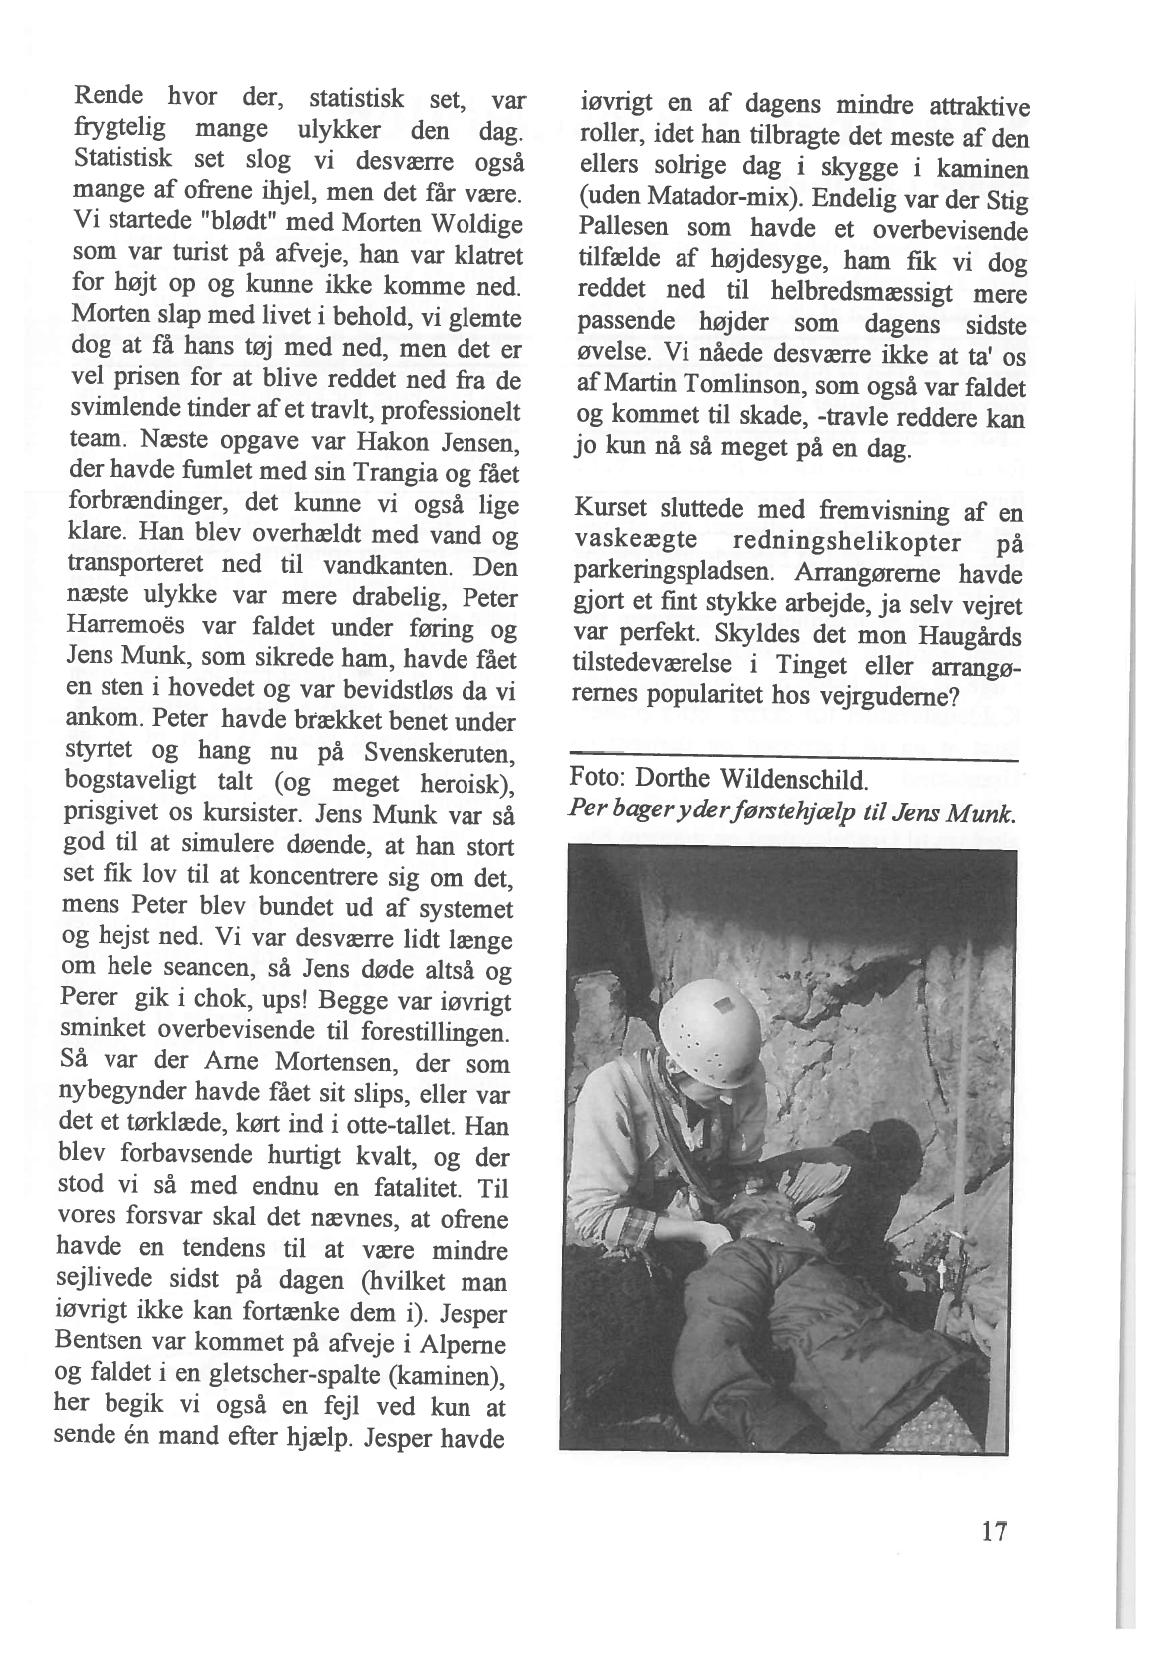 Rende hvor der, statistisk set, var
frygtelig mange ulykker den dag.
Statistisk set slog vi desværre også
mange af ofrene ihjel, men det får være.
Vi startede "blødt" med Morten Woldige
som var turist på afveje, han var klatret
for højt op og kunne ikke komme ned.
Morten slap med livet i behold, vi glemte
dog at få hans tøj med ned, men det er
vel prisen for at blive reddet ned fra de
svimlende tinder af et travlt, professionelt
team. Næste opgave var Hakon Jensen,
der havde fumlet med sin Trangia og fået
forbrændinger, det kunne vi også lige
klare. Han blev overhældt med vand og
transporteret ned til vandkanten. Den
næste ulykke var mere drabelig, Peter
Harremoës var faldet under føring og
Jens Munk, som sikrede ham, havde fået
en sten i hovedet og var bevidstløs da vi
ankom. Peter havde brækket benet under
styrtet og hang nu på Svenskeruten,
bogstaveligt talt (og meget heroisk),
prisgivet os kursister. Jens Munk var så
god til at simulere døende, at han stort
set fik lov til at koncentrere sig om det,
mens Peter blev bundet ud af systemet
og hejst ned. Vi var desværre lidt længe
om hele seancen, så Jens døde altså og
Perer gik i chok, ups! Begge var iøvrigt
sminket overbevisende til forestillingen.
Så var der Arne Mortensen, der som
nybegynder havde fået sit slips, eller var
det et tørklæde, kørt ind i otte-tallet. Han
blev forbavsende hurtigt kvalt, og der
stod vi så med endnu en fatalitet. Til
vores forsvar skal det nævnes, at ofrene
havde en tendens til at være mindre
sejlivede sidst på dagen (hvilket man
iøvrigt ikke kan fortænke dem i). Jesper
Bentsen var kommet på afveje i Alperne
og faldet i en gletscher-spalte (kaminen),
her begik vi også en fejl ved kun at
sende én mand efter hjælp. Jesper havde
iøvrigt en af dagens mindre attraktive
roller, idet han tilbragte det meste af den
ellers solrige dag i skygge i kaminen
(uden Matador-mix). Endelig var der Stig
Pallesen som havde et overbevisende
tilfælde af højdesyge, ham fik vi dog
reddet ned til helbredsmæssigt mere
passende højder som dagens sidste
øvelse. Vi nåede desværre ikke at ta' os
af Martin Tomlinson, som også var faldet
og kommet til skade, -travle reddere kan
jo kun nå så meget på en dag.
Kurset sluttede med fremvisning af en
vaskeægte redningshelikopter på
parkeringspladsen. Arrangørerne havde
gjort et fint stykke arbejde, ja selv vejret
var perfekt. Skyldes det mon Haugårds
tilstedeværelse i Tinget eller arrangø-
rernes popularitet hos vejrguderne?
Foto: Dorthe Wildenschild.
Per bager yder førstehjælp til Jens Munk.
17